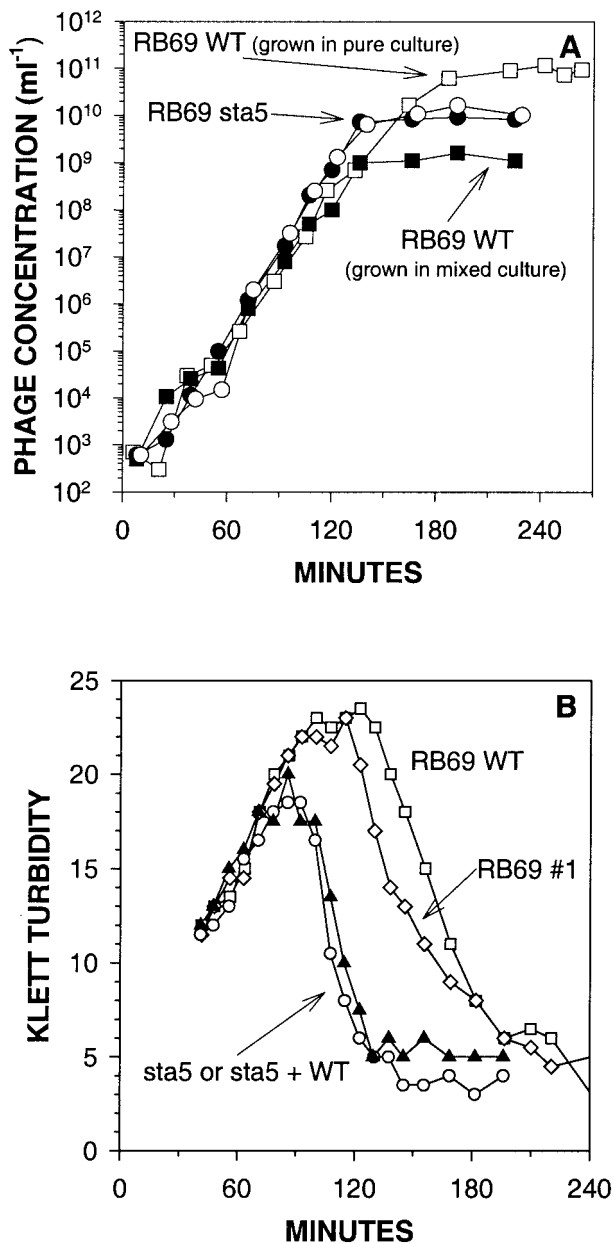 A
PHAGE CONCENTRATION (ml⁻¹)
10¹²
10¹¹
10¹⁰
10⁹
10⁸
10⁷
10⁶
10⁵
10⁴
10³
10²
RB69 WT (grown in pure culture)
RB69 sta5
RB69 WT
(grown in mixed culture)
0 60 120 180 240
MINUTES
B
KLETT TURBIDITY
25
20
15
10
5
0
RB69 WT
RB69 #1
sta5 or sta5 + WT
0 60 120 180 240
MINUTES